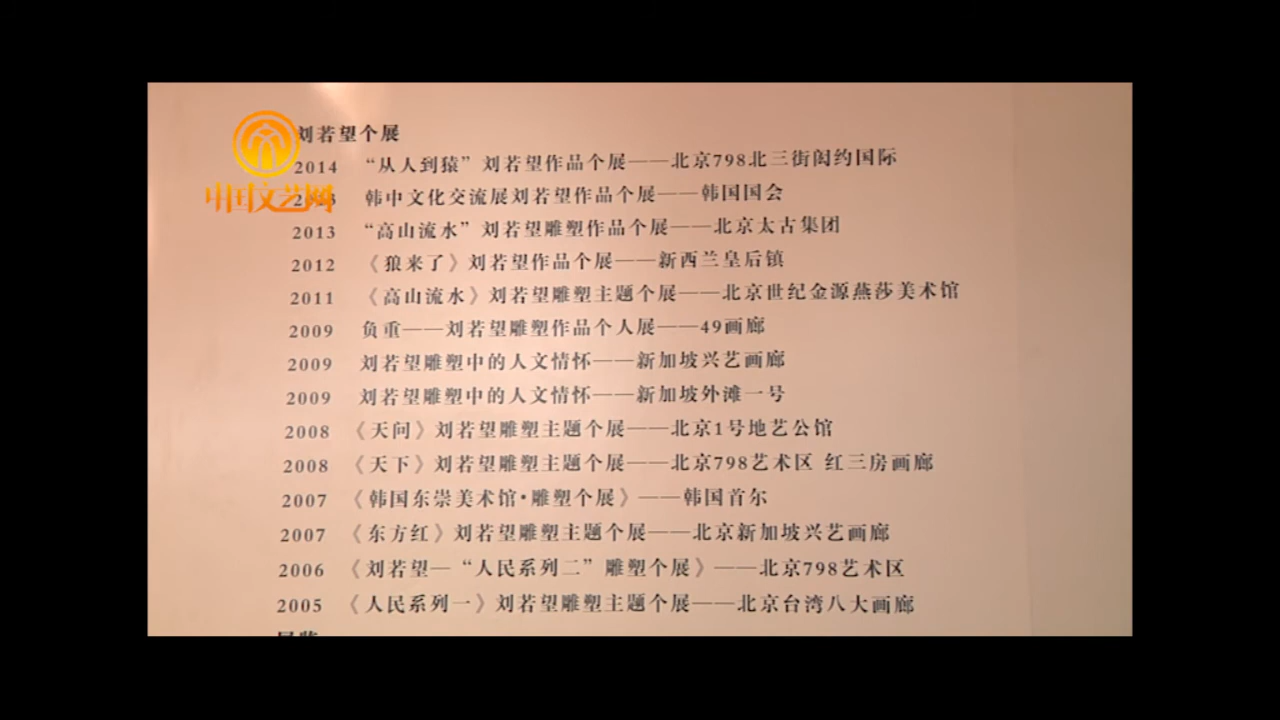 刘若望个展
2014 “从人到猿”刘若望作品个展——北京798北三街闳约国际
中国文艺网
韩中文化交流展刘若望作品个展——韩国国会
2013 “高山流水”刘若望雕塑作品个展——北京太古集团
2012 《狼来了》刘若望作品个展——新西兰皇后镇
2011 《高山流水》刘若望雕塑主题个展——北京世纪金源燕莎美术馆
2009 负重——刘若望雕塑作品个人展——49画廊
2009 刘若望雕塑中的人文情怀——新加坡兴艺画廊
2009 刘若望雕塑中的人文情怀——新加坡外滩一号
2008 《天问》刘若望雕塑主题个展——北京1号地艺公馆
2008 《天下》刘若望雕塑主题个展——北京798艺术区 红三房画廊
2007 《韩国东崇美术馆·雕塑个展》——韩国首尔
2007 《东方红》刘若望雕塑主题个展——北京新加坡兴艺画廊
2006 《刘若望—“人民系列二”雕塑个展》——北京798艺术区
2005 《人民系列一》刘若望雕塑主题个展——北京台湾八大画廊